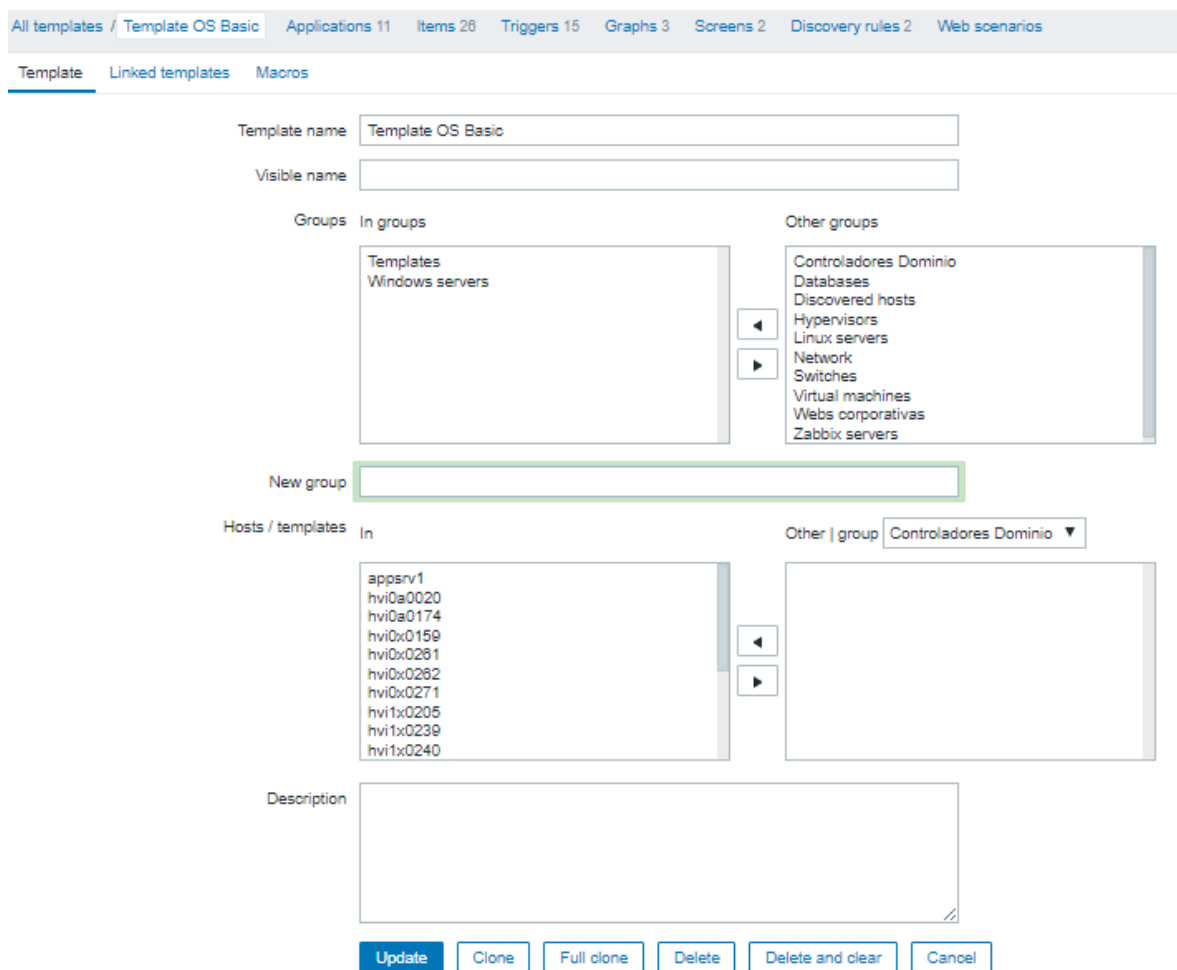 All templates / Template OS Basic Applications 11 Items 26 Triggers 15 Graphs 3 Screens 2 Discovery rules 2 Web scenarios
Template Linked templates Macros
Template name Template OS Basic
Visible name
Groups In groups Other groups
Templates
Windows servers
Controladores Dominio
Databases
Discovered hosts
Hypervisors
Linux servers
Network
Switches
Virtual machines
Webs corporativas
Zabbix servers
New group
Hosts / templates In Other | group Controladores Dominio
appsrv1
hvi0a0020
hvi0a0174
hvi0x0159
hvi0x0261
hvi0x0262
hvi0x0271
hvi1x0205
hvi1x0239
hvi1x0240
Description
Update Clone Full clone Delete Delete and clear Cancel